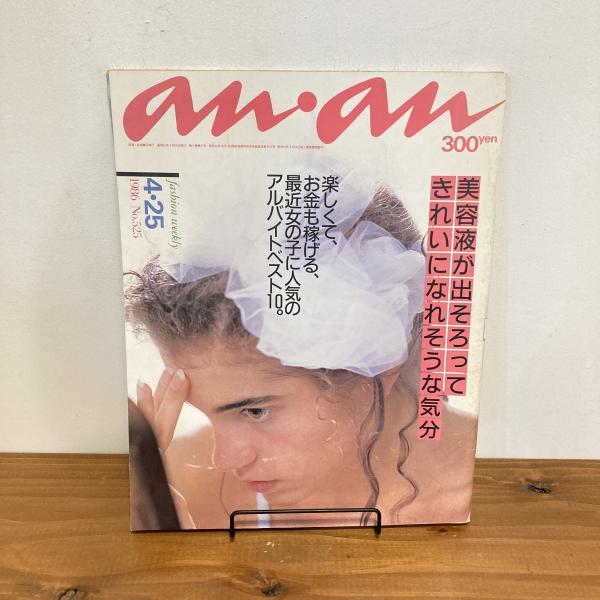 an・an
300yen
美容液が出そろって
きれいになれそうな気分
楽しくて、
お金も稼げる、
最近女の子に人気の
アルバイトベスト10。
fashion weekly
4・25
1986 No.525